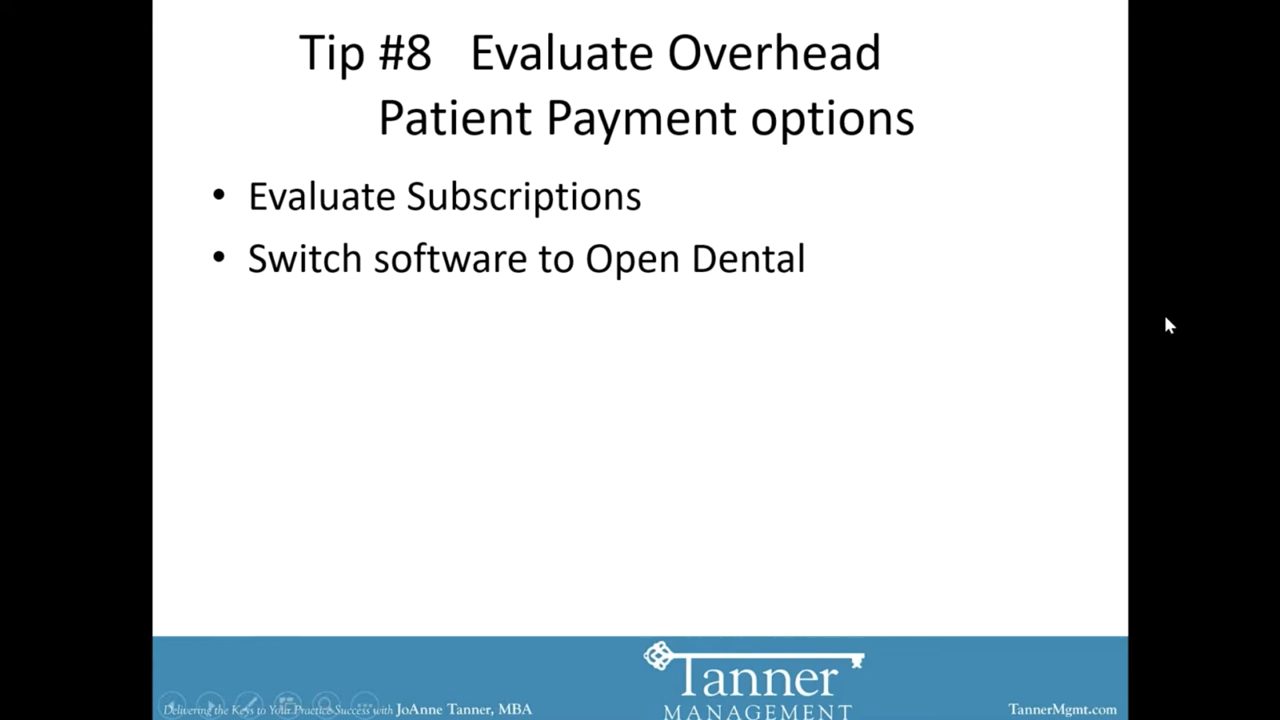 Tip #8 Evaluate Overhead
Patient Payment options
• Evaluate Subscriptions
• Switch software to Open Dental
Delivering the Keys to Your Practice Success with JoAnne Tanner, MBA
Tanner
MANAGEMENT
TannerMgmt.com